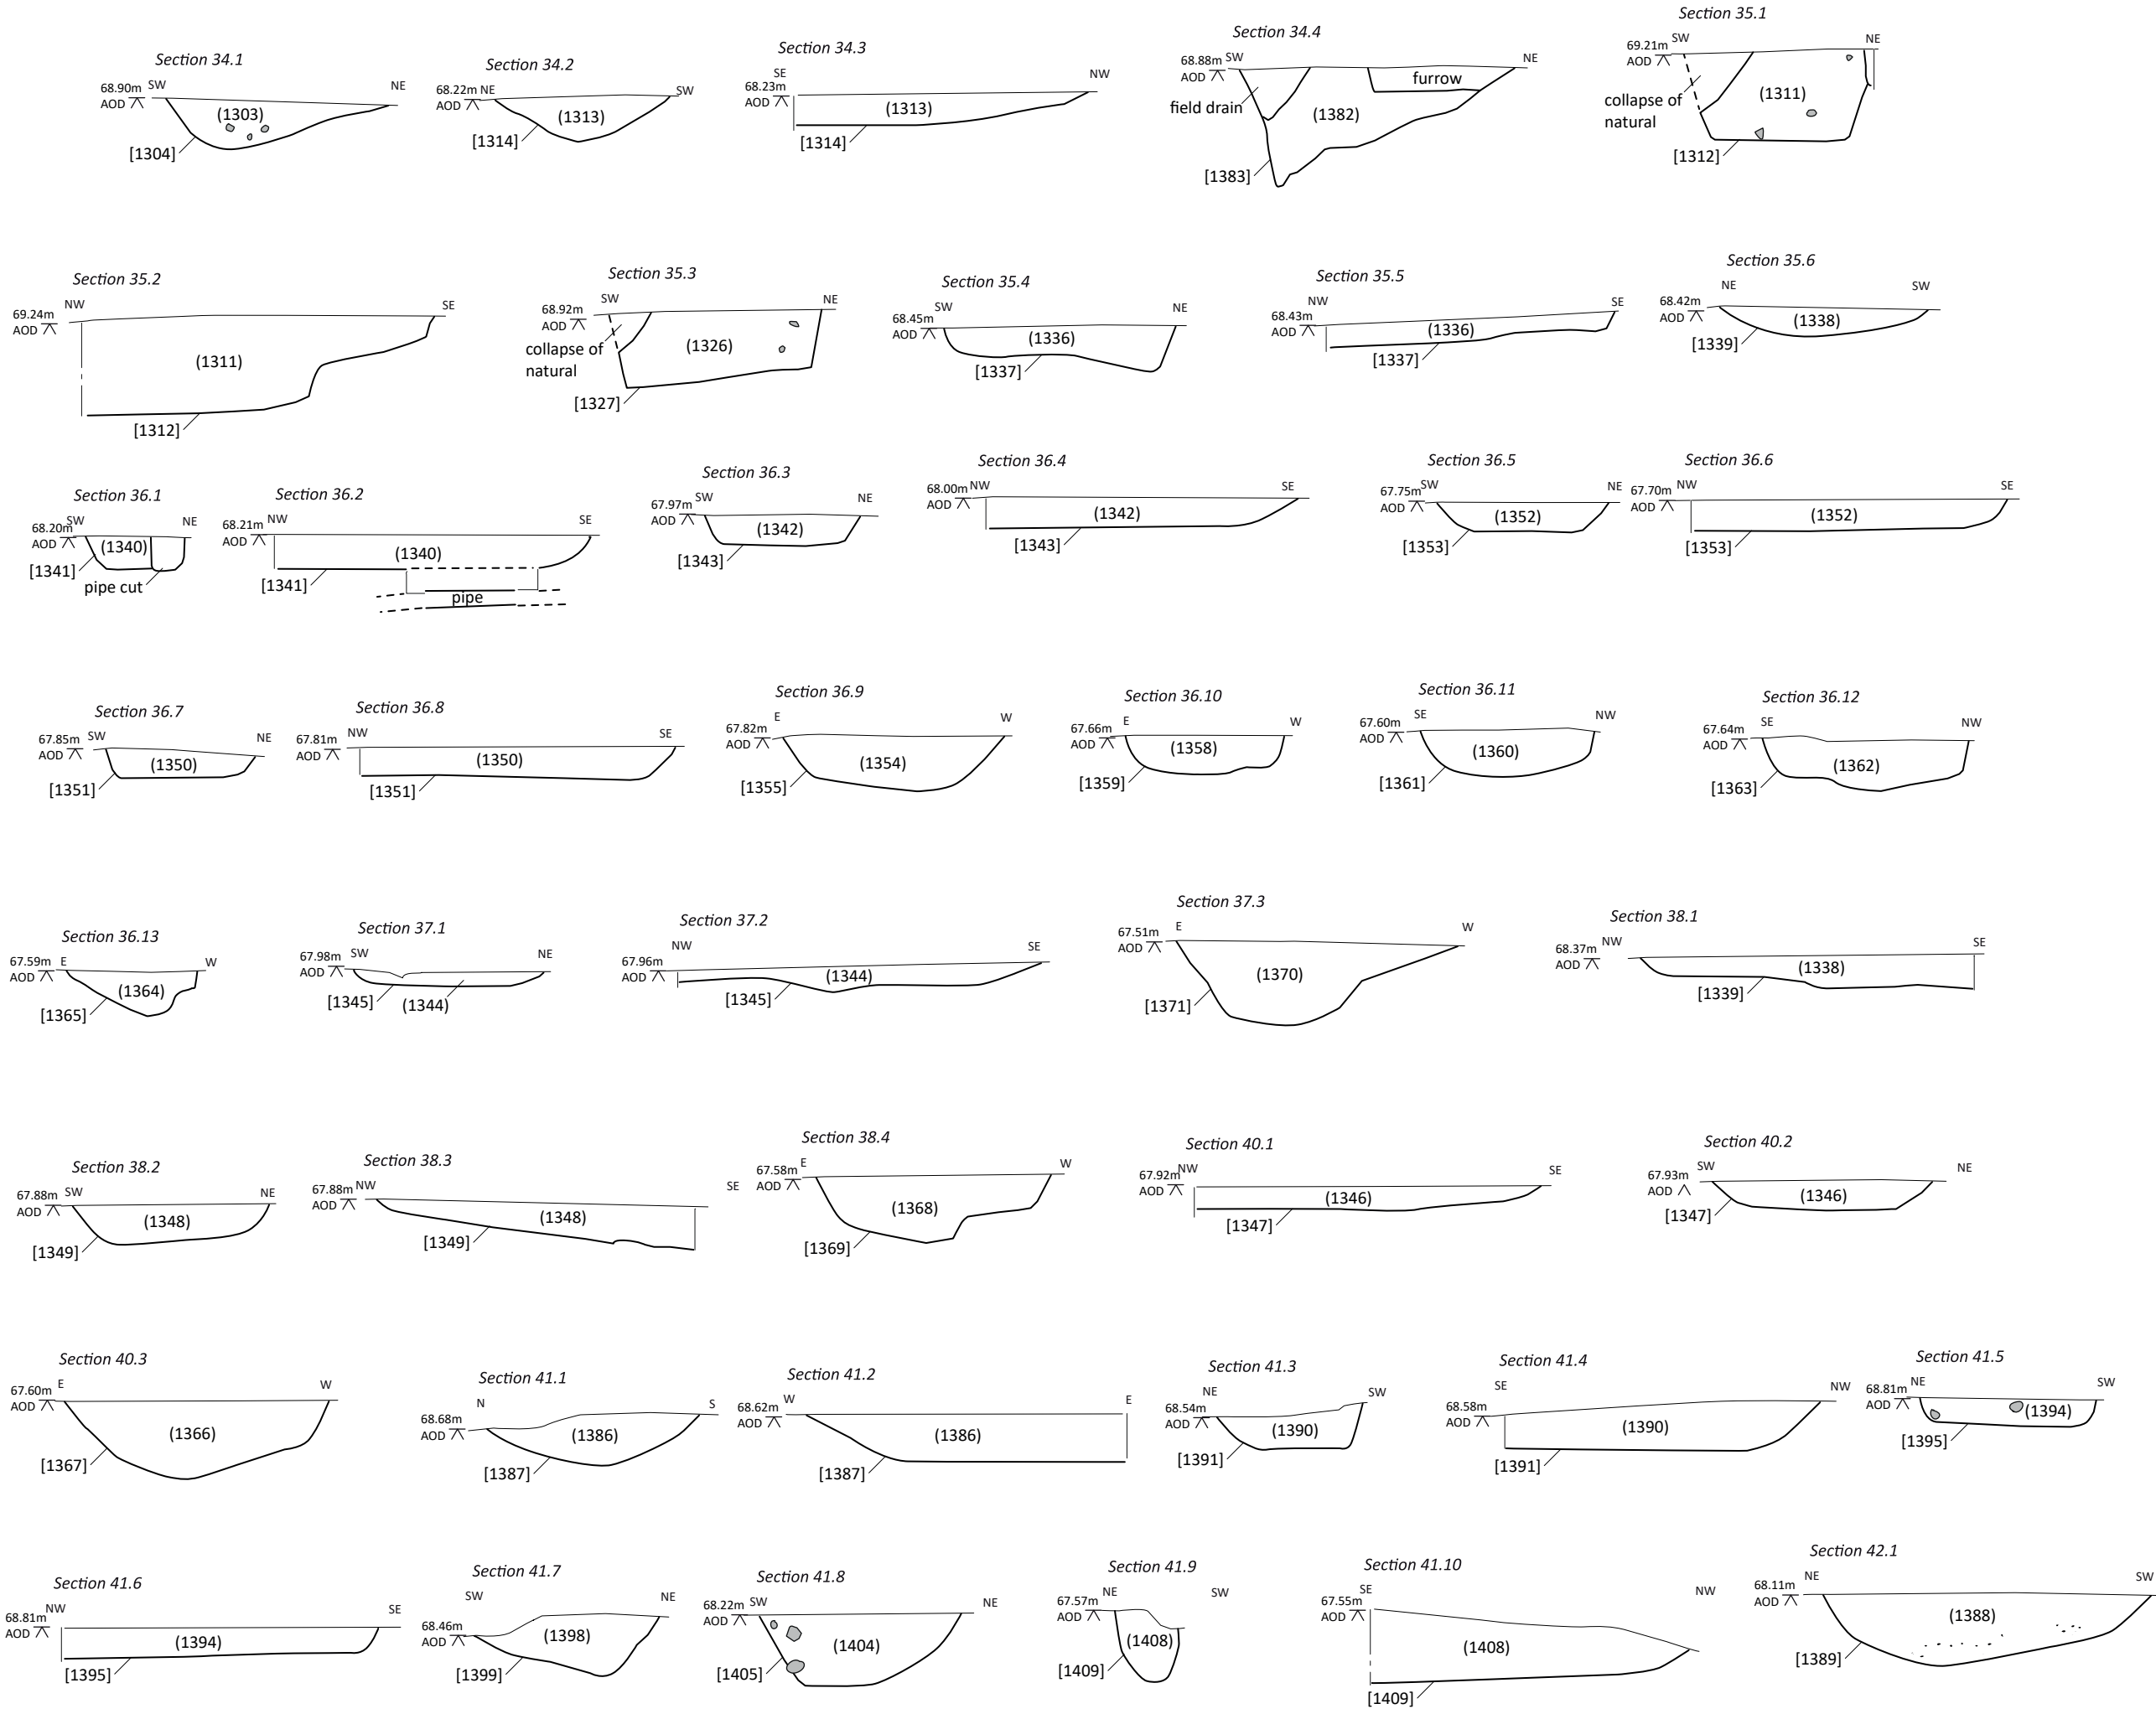 Section 34.1
68.90m SW NE
AOD
(1303)
[1304]
Section 34.2
68.22m NE SW
AOD
(1313)
[1314]
Section 34.3
SE NW
68.23m
AOD
(1313)
[1314]
Section 34.4
68.88m SW NE
AOD
furrow
field drain
(1382)
[1383]
Section 35.1
69.21m SW NE
AOD
collapse of
natural
(1311)
[1312]
Section 35.2
NW SE
69.24m
AOD
(1311)
[1312]
Section 35.3
SW NE
68.92m
AOD
collapse of
natural
(1326)
[1327]
Section 35.4
SW NE
68.45m
AOD
(1336)
[1337]
Section 35.5
NW SE
68.43m
AOD
(1336)
[1337]
Section 35.6
NE SW
68.42m
AOD
(1338)
[1339]
Section 36.1
SW NE
68.20m
AOD
(1340)
[1341]
pipe cut
Section 36.2
68.21m NW SE
AOD
(1340)
[1341]
pipe
Section 36.3
67.97m SW NE
AOD
(1342)
[1343]
Section 36.4
68.00m NW SE
AOD
(1342)
[1343]
Section 36.5
67.75m SW NE
AOD
(1352)
[1353]
Section 36.6
67.70m NW SE
AOD
(1352)
[1353]
Section 36.7
67.85m SW NE
AOD
(1350)
[1351]
Section 36.8
67.81m NW SE
AOD
(1350)
[1351]
Section 36.9
E W
67.82m
AOD
(1354)
[1355]
Section 36.10
67.66m E W
AOD
(1358)
[1359]
Section 36.11
67.60m SE NW
AOD
(1360)
[1361]
Section 36.12
67.64m SE NW
AOD
(1362)
[1363]
Section 36.13
67.59m E W
AOD
(1364)
[1365]
Section 37.1
67.98m SW NE
AOD
[1345]
(1344)
Section 37.2
NW SE
67.96m
AOD
(1344)
[1345]
Section 37.3
E W
67.51m
AOD
(1370)
[1371]
Section 38.1
68.37m NW SE
AOD
(1338)
[1339]
Section 38.2
67.88m SW NE
AOD
(1348)
[1349]
Section 38.3
67.88m NW SE
AOD
(1348)
[1349]
Section 38.4
67.58m E W
AOD
(1368)
[1369]
Section 40.1
67.92m NW SE
AOD
(1346)
[1347]
Section 40.2
67.93m SW NE
AOD
(1346)
[1347]
Section 40.3
67.60m E W
AOD
(1366)
[1367]
Section 41.1
N S
68.68m
AOD
(1386)
[1387]
Section 41.2
68.62m W E
AOD
(1386)
[1387]
Section 41.3
NE SW
68.54m
AOD
(1390)
[1391]
Section 41.4
SE NW
68.58m
AOD
(1390)
[1391]
Section 41.5
68.81m NE SW
AOD
(1394)
[1395]
Section 41.6
68.81m NW SE
AOD
(1394)
[1395]
Section 41.7
SW NE
68.46m
AOD
(1398)
[1399]
Section 41.8
68.22m SW NE
AOD
(1404)
[1405]
Section 41.9
67.57m NE SW
AOD
(1408)
[1409]
Section 41.10
SE NW
67.55m
AOD
(1408)
[1409]
Section 42.1
NE SW
68.11m
AOD
(1388)
[1389]